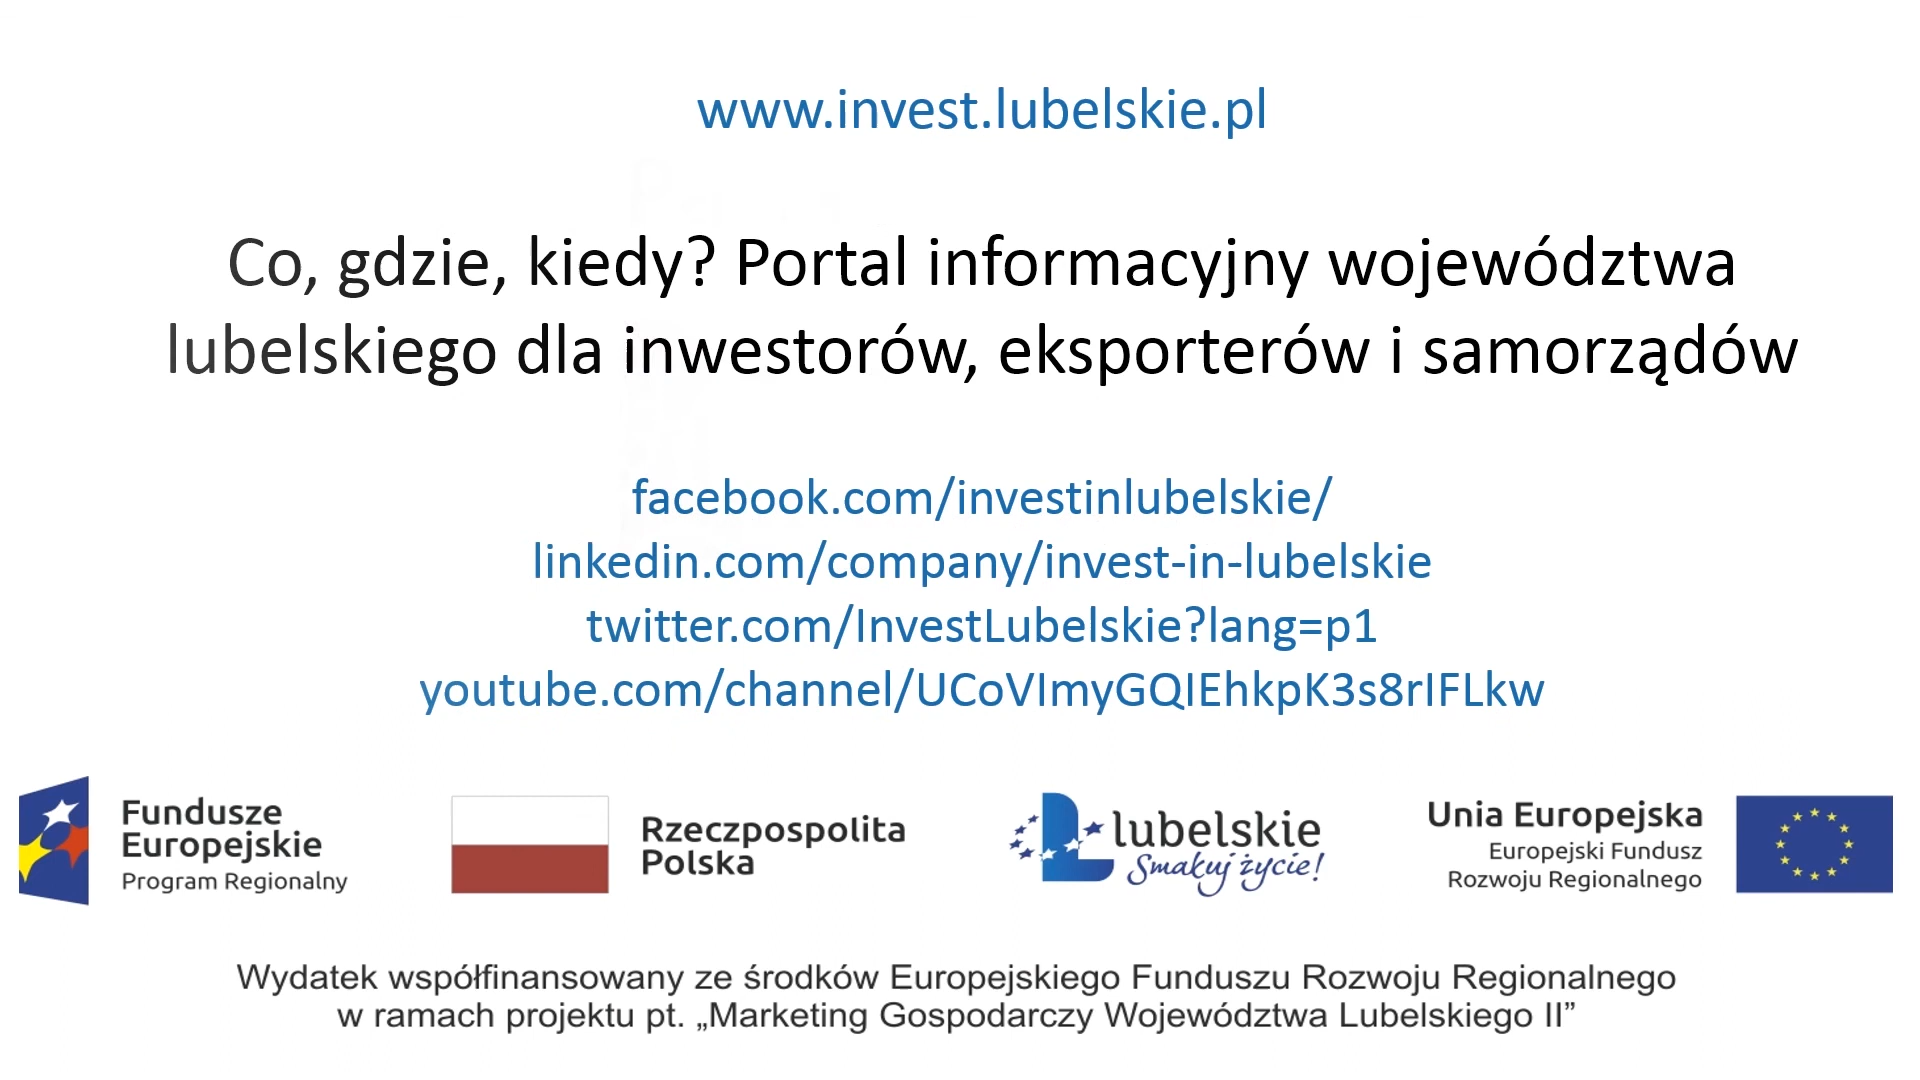 www.invest.lubelskie.pl
Co, gdzie, kiedy? Portal informacyjny województwa
lubelskiego dla inwestorów, eksporterów i samorządów
facebook.com/investinlubelskie/
linkedin.com/company/invest-in-lubelskie
twitter.com/InvestLubelskie?lang=p1
youtube.com/channel/UCoVImyGQIEhkpK3s8rIFLkw
Fundusze
Europejskie
Program Regionalny
Rzeczpospolita
Polska
lubelskie
Smakuj życie!
Unia Europejska
Europejski Fundusz
Rozwoju Regionalnego
Wydatek współfinansowany ze środków Europejskiego Funduszu Rozwoju Regionalnego
w ramach projektu pt. „Marketing Gospodarczy Województwa Lubelskiego II”